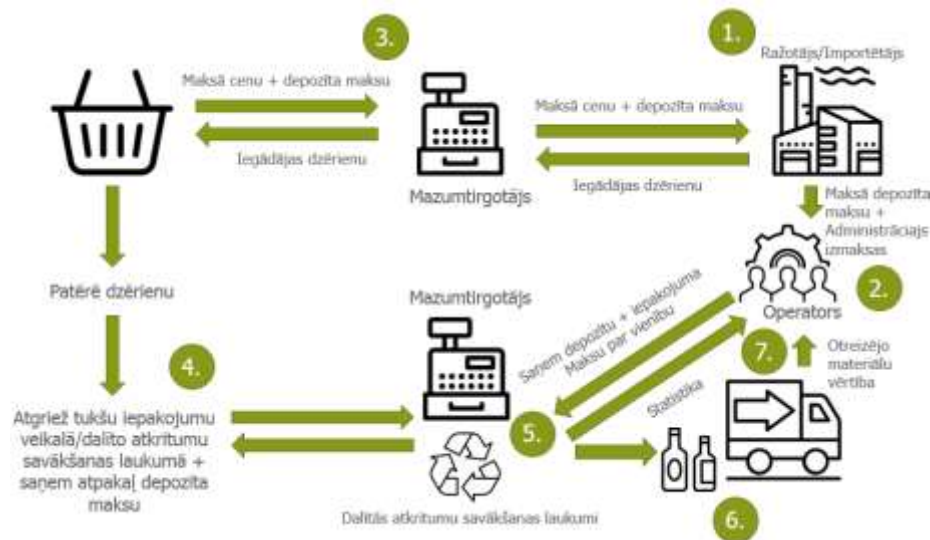 3.
1.
Ražotājs/Importētājs
Maksā cenu + depozīta maksu
Maksā cenu + depozīta maksu
Iegādājas dzērienu
Iegādājas dzērienu
Mazumtirgotājs
Maksā depozīta
maksu +
Administrāciajs
izmaksas
2.
Operators
Patērē dzērienu
Mazumtirgotājs
Saņem depozītu + iepakojuma
Maksu par vienību
Statistika
7.
Otreizējo
materiālu
vērtība
4.
Atgriež tukšu iepakojumu
veikalā/dalīto atkritumu
savākšanas laukumā +
saņem atpakaļ depozīta
maksu
5.
Dalītās atkritumu savākšanas laukumi
6.